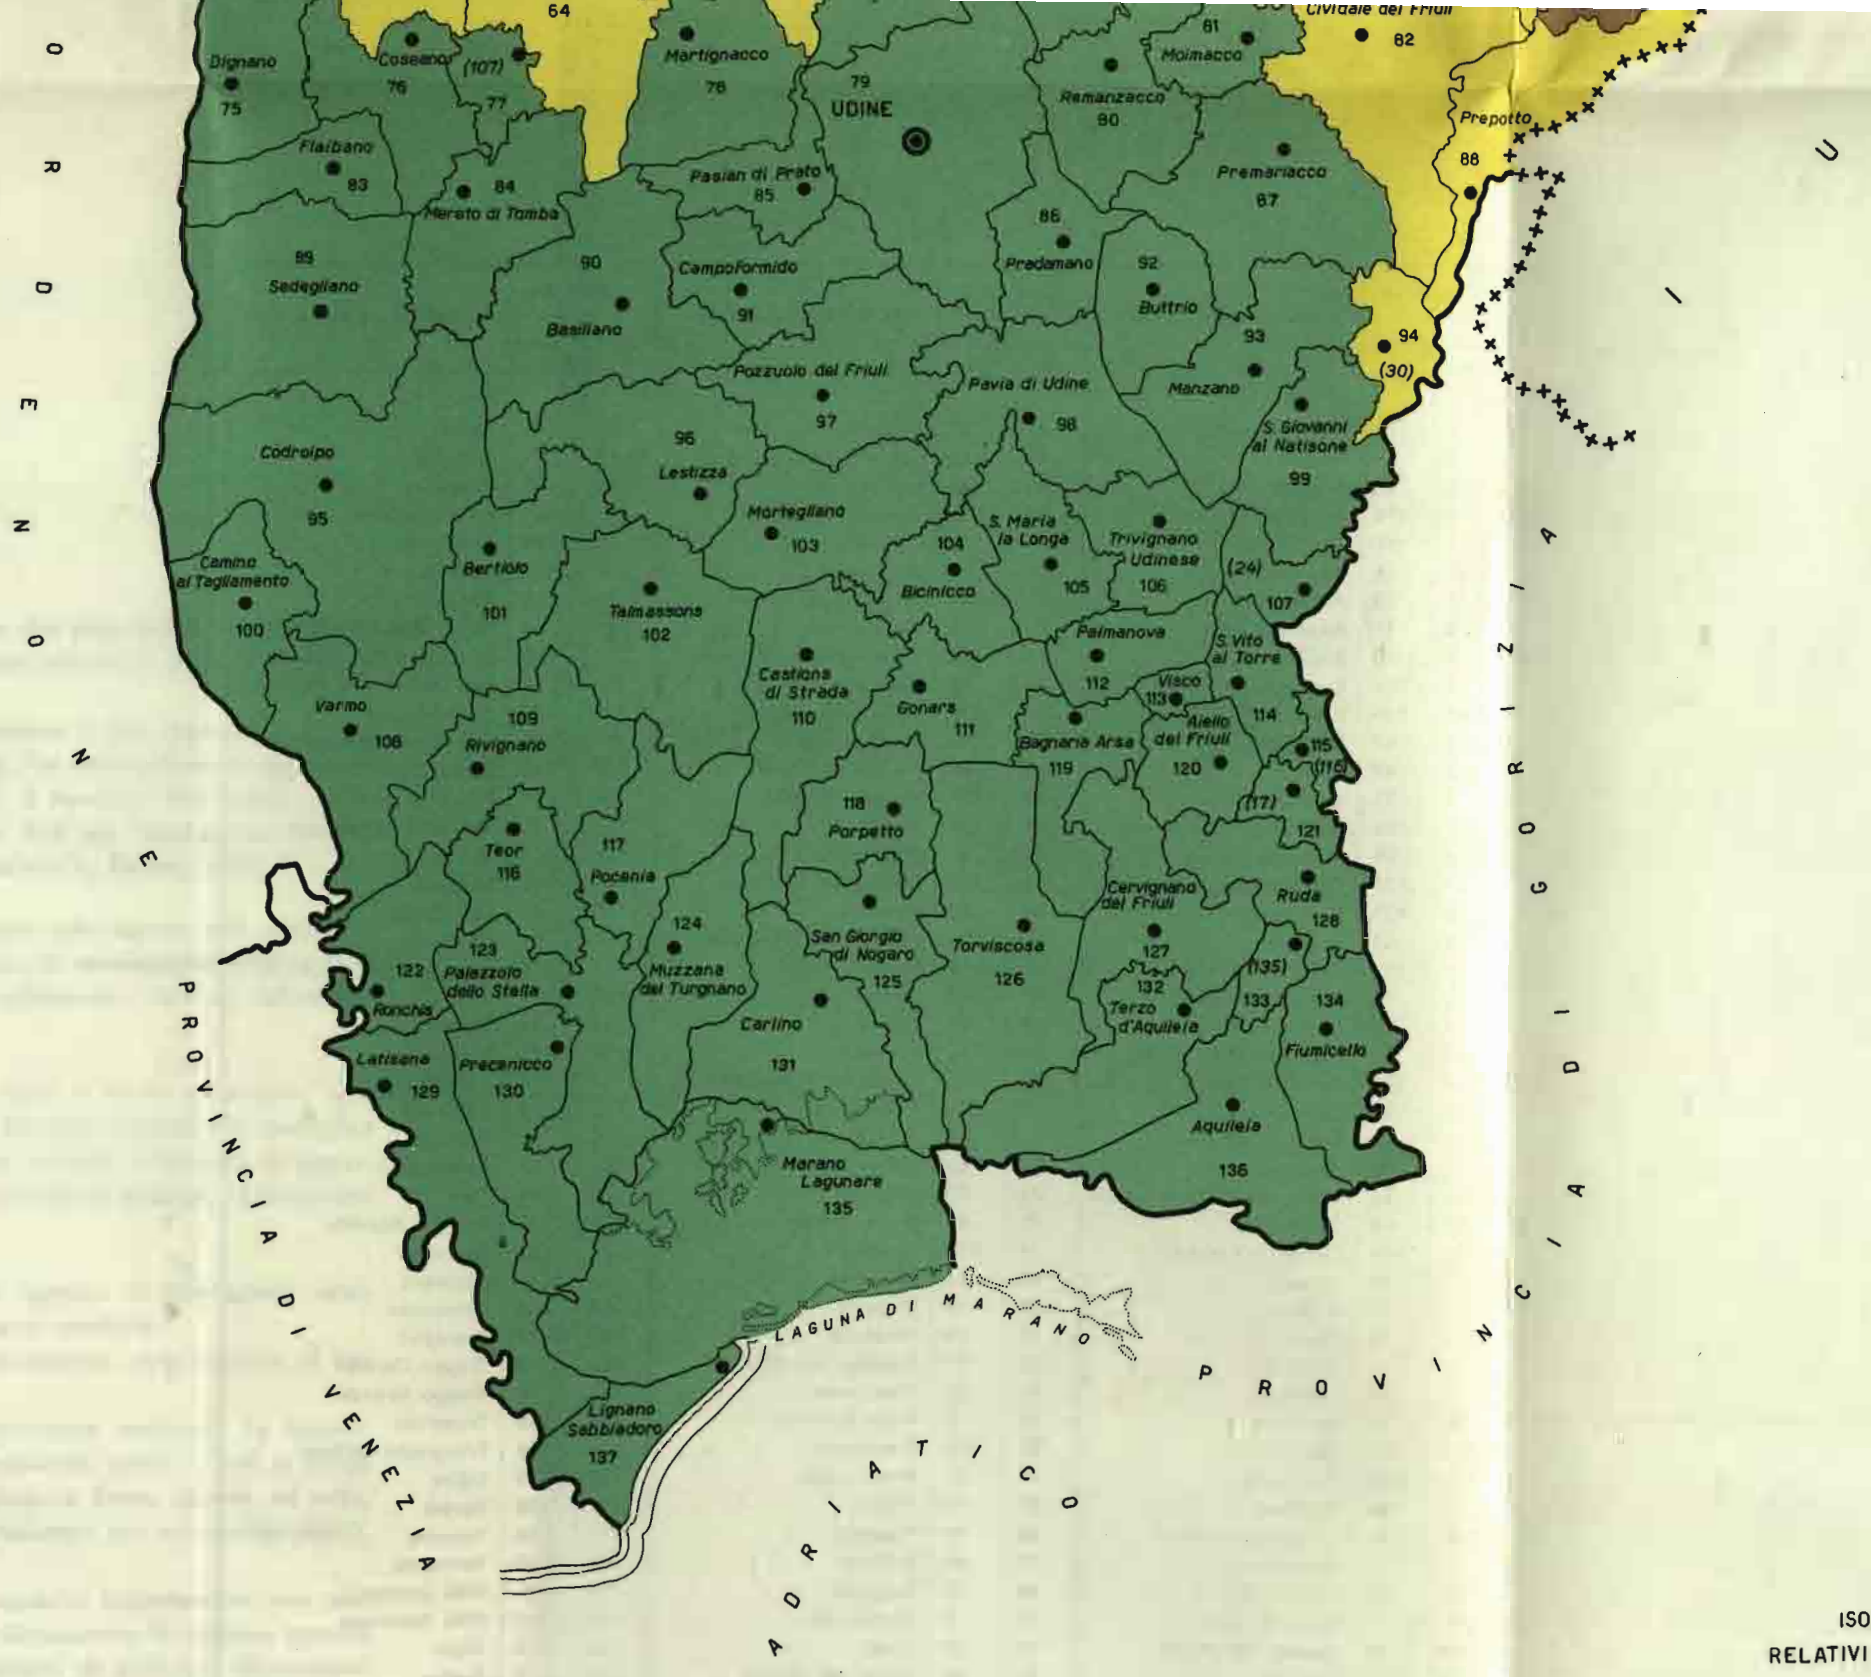 64
Cividale del Friuli
82
81
Moimacco
Dignano
75
Coseano
76
(107)
77
Martignacco
78
79
UDINE
Remanzacco
80
Prepotto
88
Flaibano
83
84
Mereto di Tomba
Pasian di Prato
85
Premariacco
87
86
Pradamano
89
Sedegliano
90
Basiliano
Campoformido
91
92
Buttrio
93
Manzano
94
(30)
Pozzuolo del Friuli
97
Pavia di Udine
98
S. Giovanni
al Natisone
99
Codroipo
95
96
Lestizza
Mortegliano
103
104
Bicinicco
S. Maria
la Longa
105
Trivignano
Udinese
106
(24)
107
Camino
al Tagliamento
100
Bertiolo
101
Talmassons
102
Palmanova
112
S. Vito
al Torre
114
Castions
di Strada
110
Gonars
111
Visco
113
Varmo
108
109
Rivignano
Bagnaria Arsa
119
Aiello
del Friuli
120
115
(116)
(17)
121
118
Porpetto
Teor
116
117
Pocenia
Cervignano
del Friuli
127
Ruda
128
124
Muzzana
del Turgnano
San Giorgio
di Nogaro
125
Torviscosa
126
123
Palazzolo
dello Stella
122
Ronchis
(135)
133
132
Terzo
d'Aquileia
134
Fiumicello
Carlino
131
Latisana
129
Precenicco
130
Aquileia
136
Marano
Lagunare
135
Lignano
Sabbiadoro
137
LAGUNA DI MARANO
ORDENONE
PROVINCIA DI VENEZIA
ADRIATICO
PROVINCIA DI GORIZIA
I U
ISO
RELATIVI